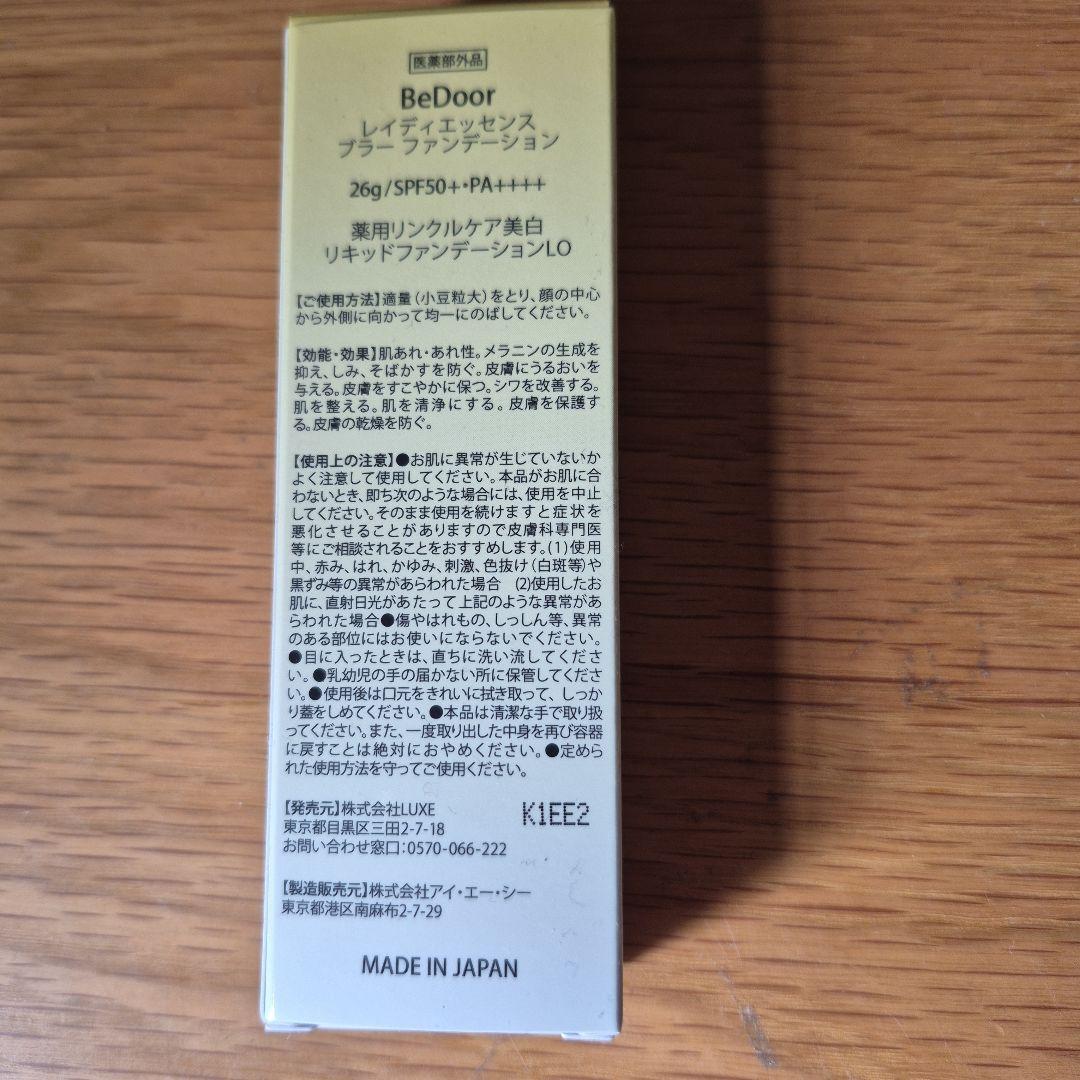 医薬部外品
BeDoor
レイディエッセンス
ブラー ファンデーション
26g/SPF50+・PA++++
薬用リンクルケア美白
リキッドファンデーションLO
【ご使用方法】適量（小豆粒大）をとり、顔の中心
から外側に向かって均一にのばしてください。
【効能・効果】肌あれ・あれ性。メラニンの生成を
抑え、しみ、そばかすを防ぐ。皮膚にうるおいを
与える。皮膚をすこやかに保つ。シワを改善する。
肌を整える。肌を清浄にする。皮膚を保護す
る。皮膚の乾燥を防ぐ。
【使用上の注意】●お肌に異常が生じていないか
よく注意して使用してください。本品がお肌に合
わないとき、即ち次のような場合には、使用を中止
してください。そのまま使用を続けますと症状を
悪化させることがありますので皮膚科専門医
等にご相談されることをおすすめします。(1)使用
中、赤み、はれ、かゆみ、刺激、色抜け（白斑等）や
黒ずみ等の異常があらわれた場合 (2)使用したお
肌に、直射日光があたって上記のような異常があ
らわれた場合●傷やはれもの、しっしん等、異常
のある部位にはお使いにならないでください。
●目に入ったときは、直ちに洗い流してくださ
い。●乳幼児の手の届かない所に保管してくださ
い。●使用後は口元をきれいに拭き取って、しっか
り蓋をしめてください。●本品は清潔な手で取り扱
ってください。また、一度取り出した中身を再び容器
に戻すことは絶対におやめください。●定めら
れた使用方法を守ってご使用ください。
【発売元】株式会社LUXE
東京都目黒区三田2-7-18
お問い合わせ窓口：0570-066-222
K1EE2
【製造販売元】株式会社アイ・エー・シー
東京都港区南麻布2-7-29
MADE IN JAPAN